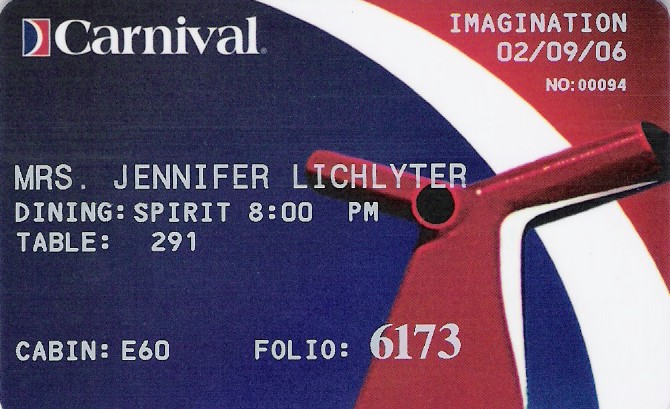 Carnival®
IMAGINATION
02/09/06
NO:00094
MRS. JENNIFER LICHLYTER
DINING:SPIRIT 8:00 PM
TABLE: 291
CABIN: E60 FOLIO: 6173